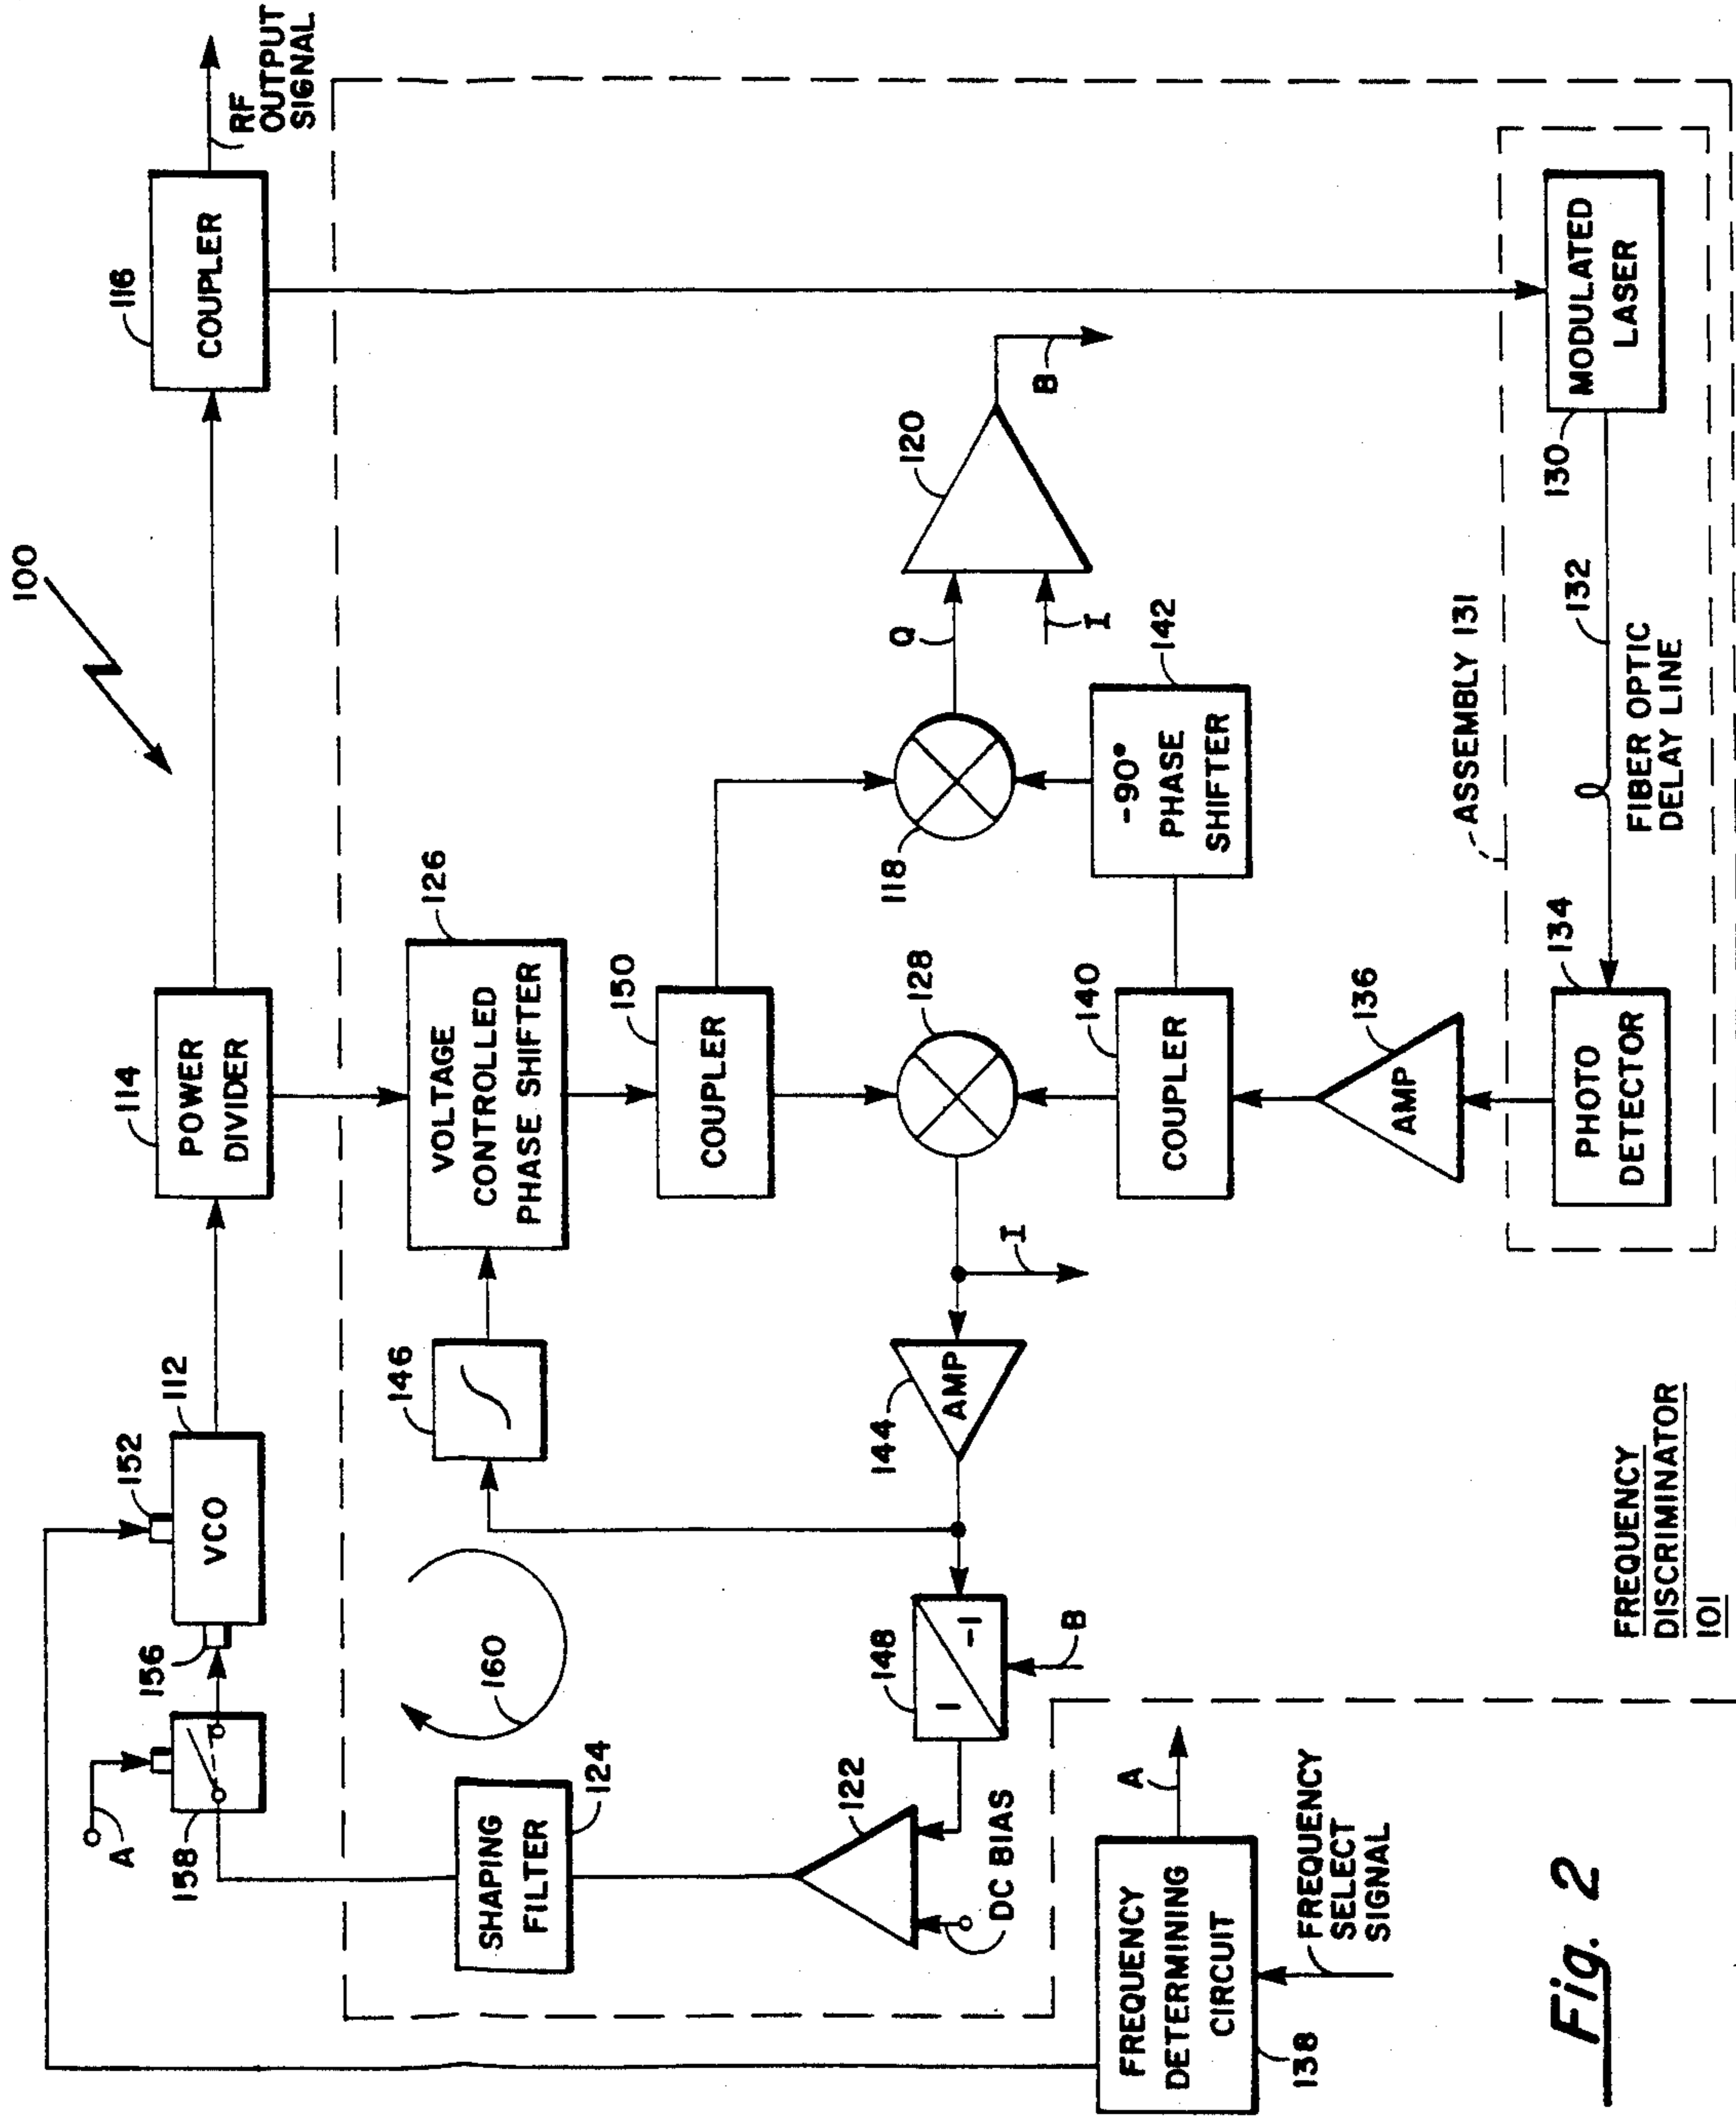 100
RF
OUTPUT
SIGNAL
116
COUPLER
114
POWER
DIVIDER
112
VCO
152
156
158
A
126
VOLTAGE
CONTROLLED
PHASE SHIFTER
146
160
124
SHAPING
FILTER
150
COUPLER
120
B
Q
I
118
128
I
144
AMP
148
1
-1
B
122
DC BIAS
142
-90°
PHASE
SHIFTER
140
COUPLER
136
AMP
A
138
FREQUENCY
DETERMINING
CIRCUIT
FREQUENCY
SELECT
SIGNAL
ASSEMBLY 131
130
MODULATED
LASER
132
FIBER OPTIC
DELAY LINE
134
PHOTO
DETECTOR
FREQUENCY
DISCRIMINATOR
101
Fig. 2